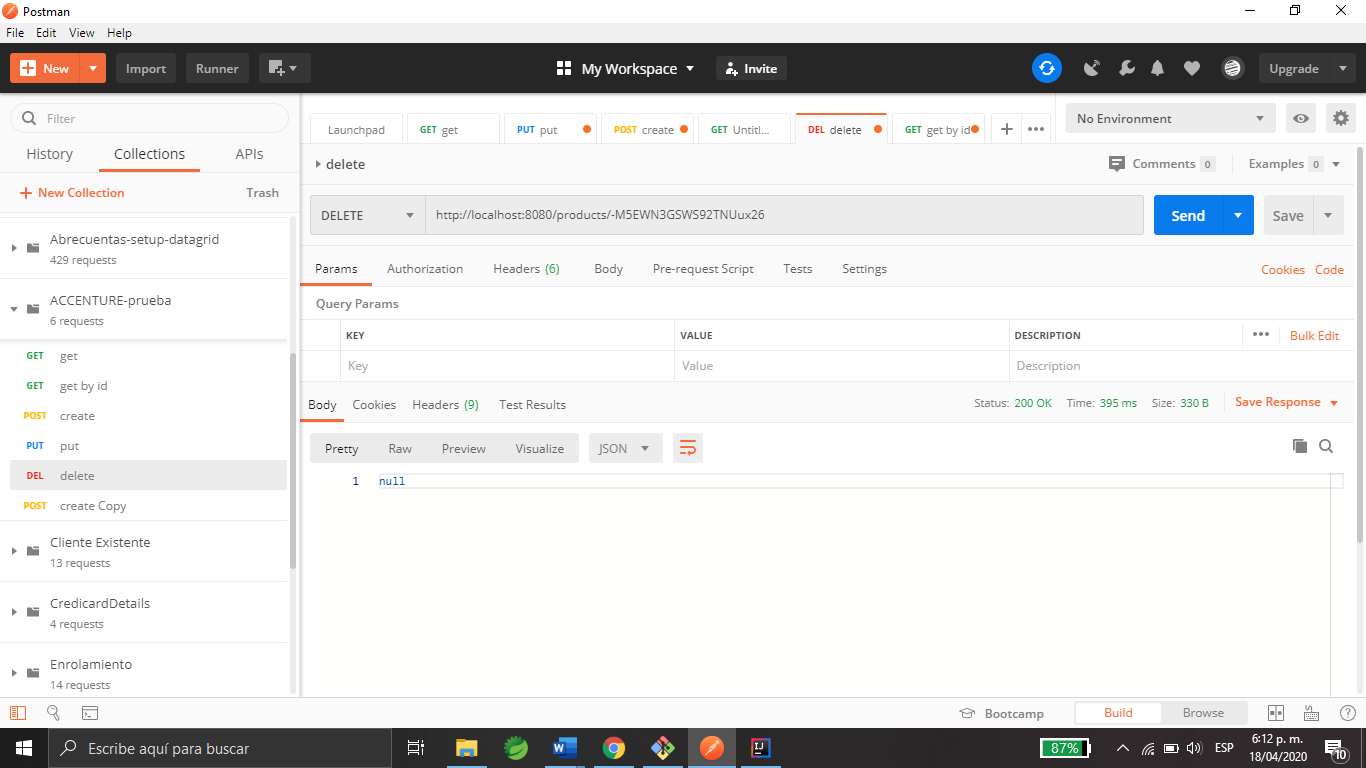 Postman
File Edit View Help
New Import Runner My Workspace Invite Upgrade
Filter
History Collections APIs
New Collection Trash
Abrecuentas-setup-datagrid
429 requests
ACCENTURE-prueba
6 requests
GET get
GET get by id
POST create
PUT put
DEL delete
POST create Copy
Cliente Existente
13 requests
CredicardDetails
4 requests
Enrolamiento
14 requests
Launchpad GET get PUT put POST create GET Untitl... DEL delete GET get by id
No Environment
delete
Comments 0 Examples 0
DELETE http://localhost:8080/products/-M5EWN3GSWS92TNUux26 Send Save
Params Authorization Headers (6) Body Pre-request Script Tests Settings Cookies Code
Query Params
KEY VALUE DESCRIPTION ••• Bulk Edit
Key Value Description
Body Cookies Headers (9) Test Results Status: 200 OK Time: 395 ms Size: 330 B Save Response
Pretty Raw Preview Visualize JSON
1 null
Bootcamp Build Browse
Escribe aquí para buscar
87% ESP
6:12 p. m.
18/04/2020
10